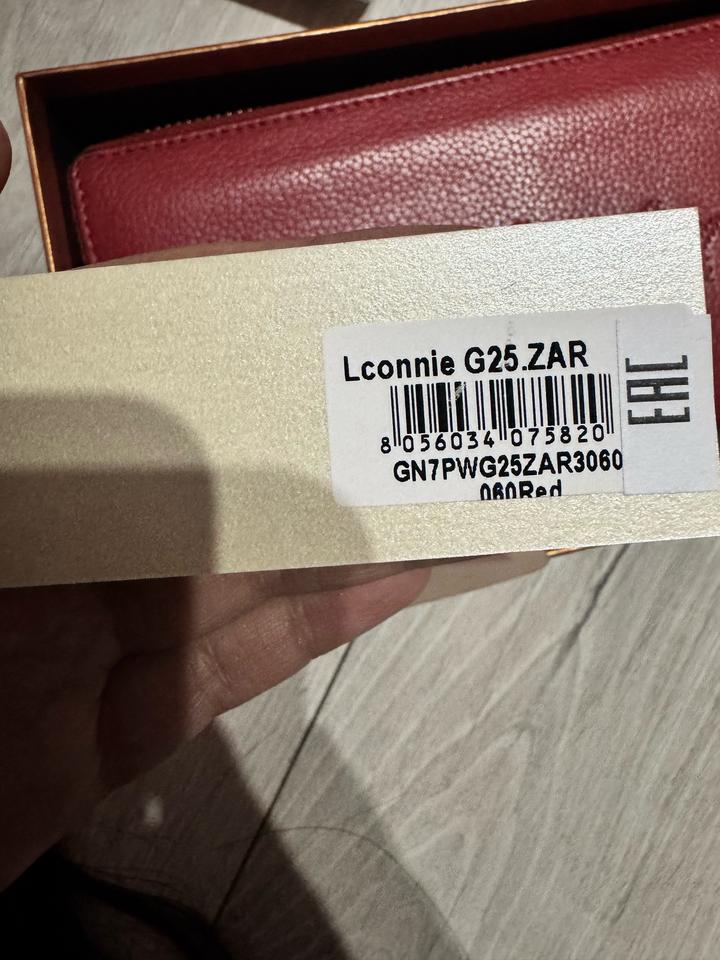 Lconnie G25.ZAR
8 056034 075820
GN7PWG25ZAR3060
060Red
EAC